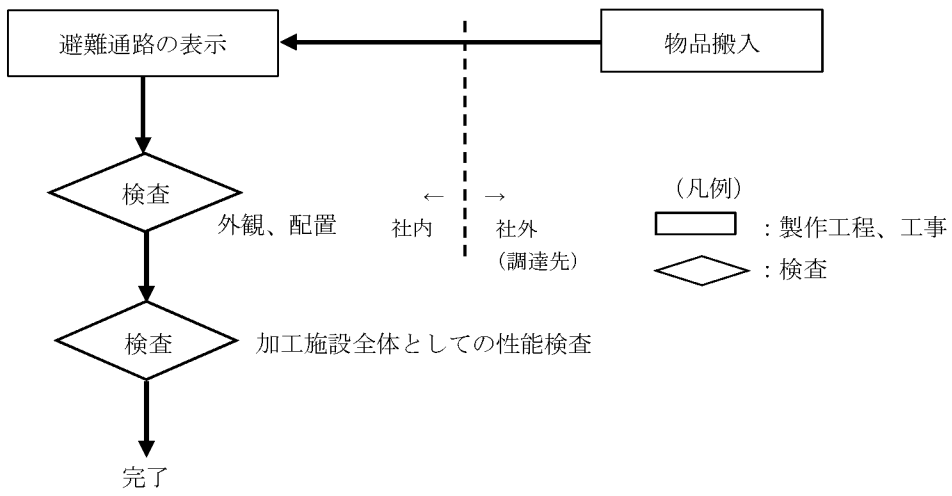 避難通路の表示
物品搬入
検査
外観、配置
← →
社内 社外
(調達先)
(凡例)
：製作工程、工事
：検査
検査
加工施設全体としての性能検査
完了